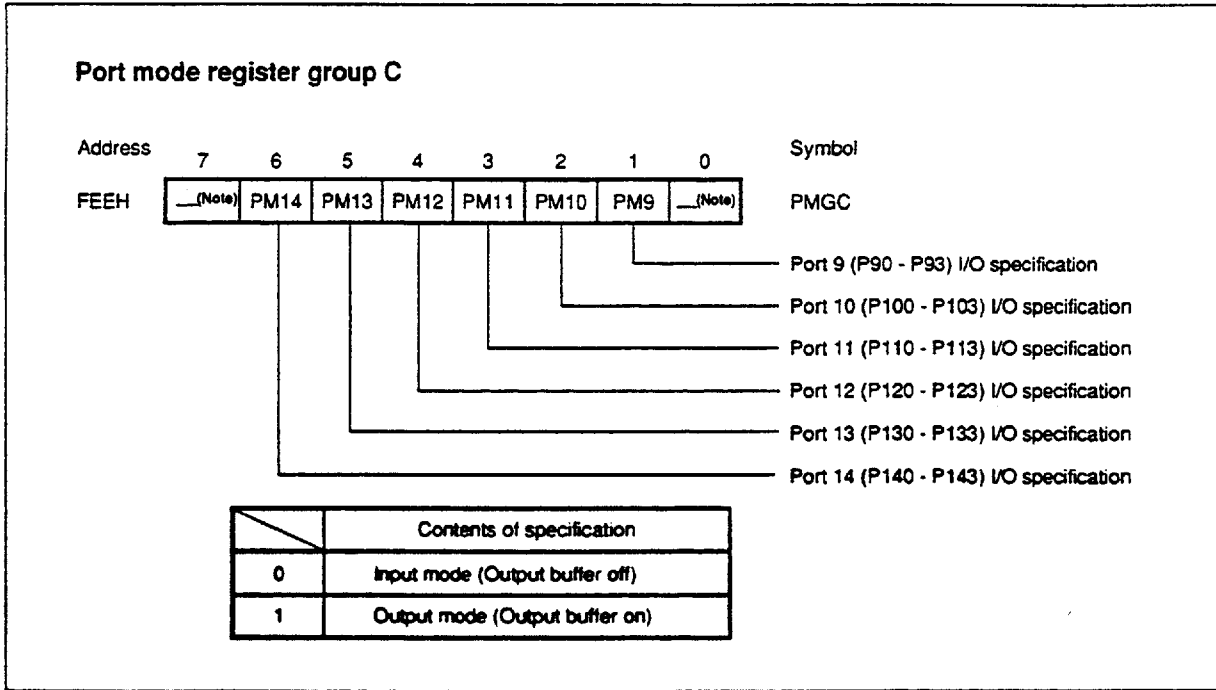 Port mode register group C
Address 7 6 5 4 3 2 1 0 Symbol
FEEH __(Note) PM14 PM13 PM12 PM11 PM10 PM9 __(Note) PMGC
Port 9 (P90 - P93) I/O specification
Port 10 (P100 - P103) I/O specification
Port 11 (P110 - P113) I/O specification
Port 12 (P120 - P123) I/O specification
Port 13 (P130 - P133) I/O specification
Port 14 (P140 - P143) I/O specification
Contents of specification
0 Input mode (Output buffer off)
1 Output mode (Output buffer on)